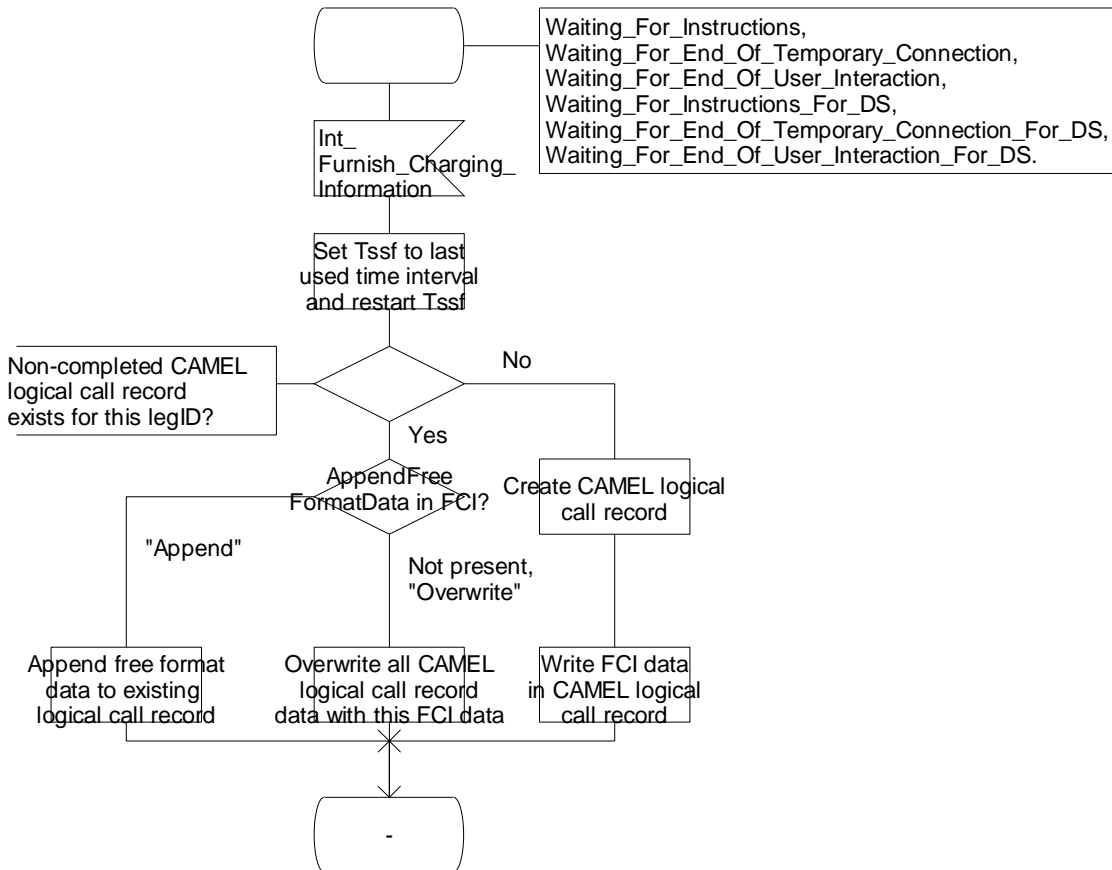 Waiting_For_Instructions,
Waiting_For_End_Of_Temporary_Connection,
Waiting_For_End_Of_User_Interaction,
Waiting_For_Instructions_For_DS,
Waiting_For_End_Of_Temporary_Connection_For_DS,
Waiting_For_End_Of_User_Interaction_For_DS.
Int_
Furnish_Charging_
Information
Set Tssf to last
used time interval
and restart Tssf
Non-completed CAMEL
logical call record
exists for this legID?
No
Yes
AppendFree
FormatData in FCI?
Create CAMEL logical
call record
"Append"
Not present,
"Overwrite"
Append free format
data to existing
logical call record
Overwrite all CAMEL
logical call record
data with this FCI data
Write FCI data
in CAMEL logical
call record
-